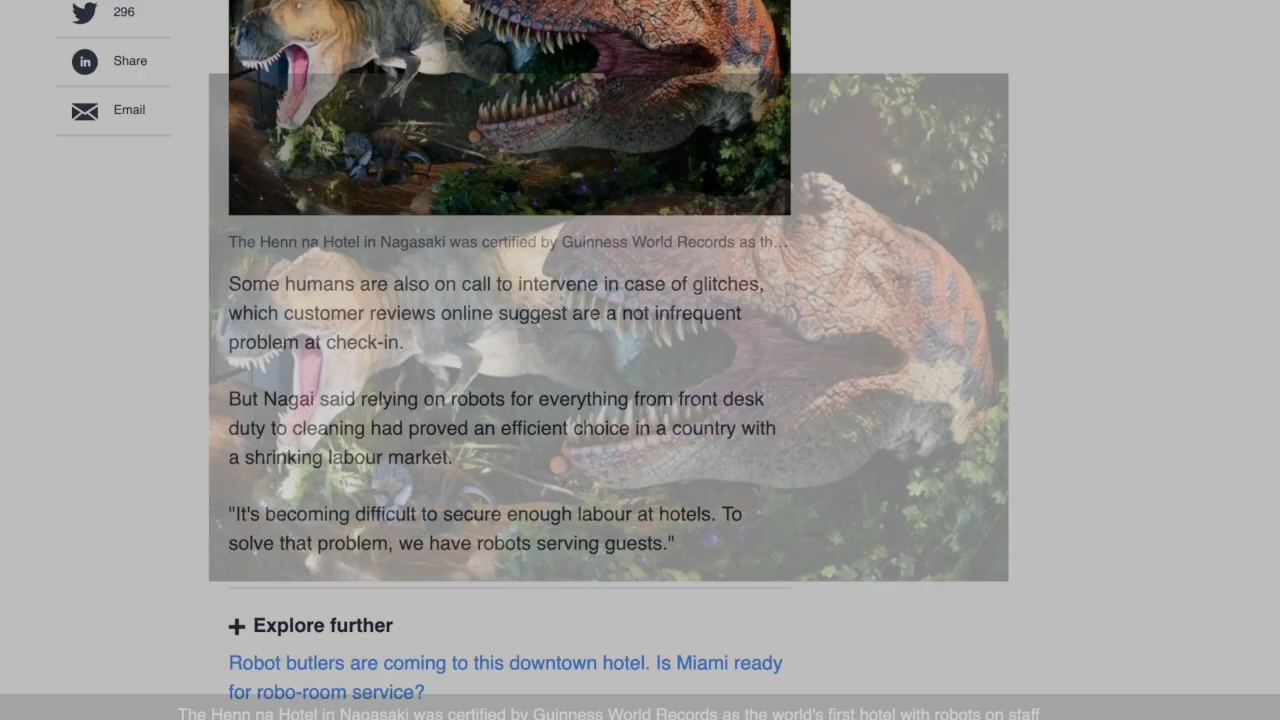 296
Share
Email
The Henn na Hotel in Nagasaki was certified by Guinness World Records as th...
Some humans are also on call to intervene in case of glitches,
which customer reviews online suggest are a not infrequent
problem at check-in.
But Nagai said relying on robots for everything from front desk
duty to cleaning had proved an efficient choice in a country with
a shrinking labour market.
"It's becoming difficult to secure enough labour at hotels. To
solve that problem, we have robots serving guests."
+ Explore further
Robot butlers are coming to this downtown hotel. Is Miami ready
for robo-room service?
The Henn na Hotel in Nagasaki was certified by Guinness World Records as the world's first hotel with robots on staff